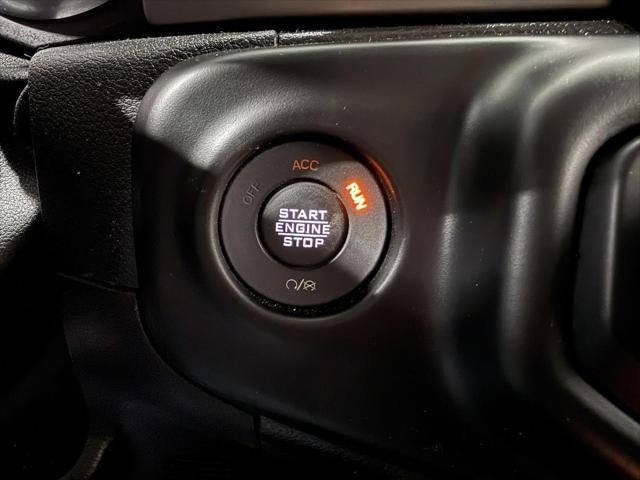 ACC
OFF
RUN
START
ENGINE
STOP